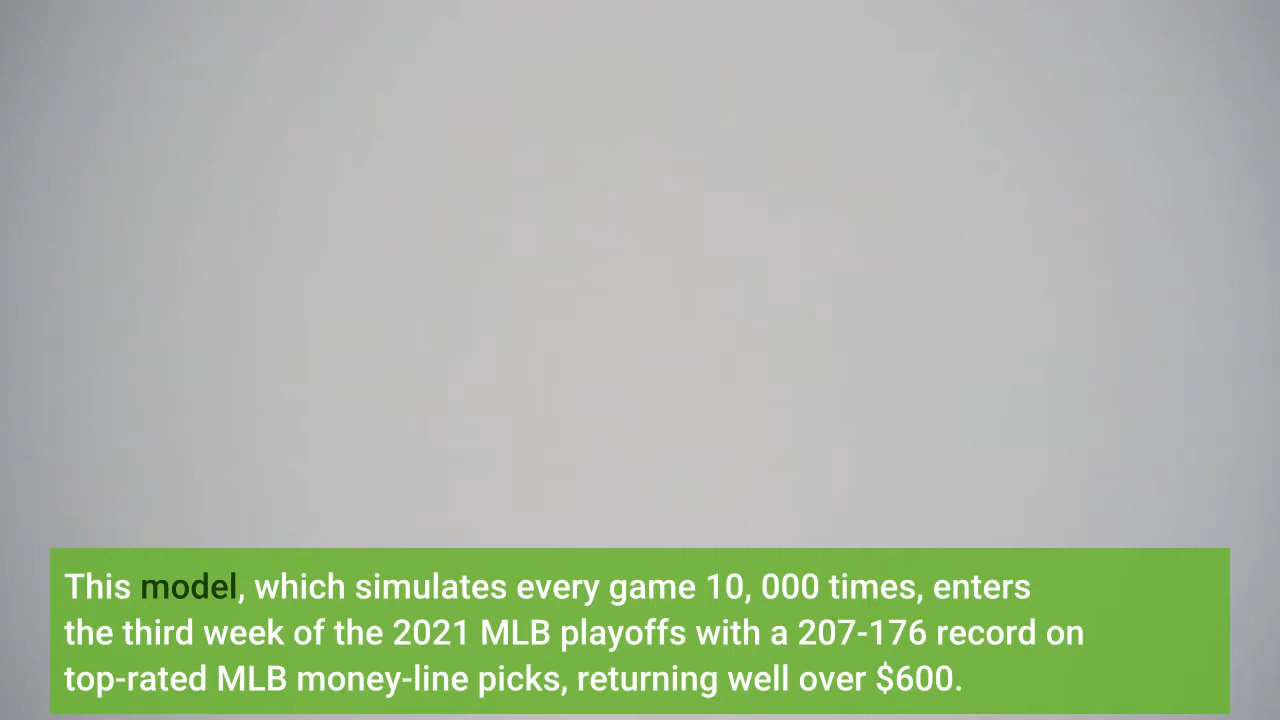 This model, which simulates every game 10, 000 times, enters
the third week of the 2021 MLB playoffs with a 207-176 record on
top-rated MLB money-line picks, returning well over $600.